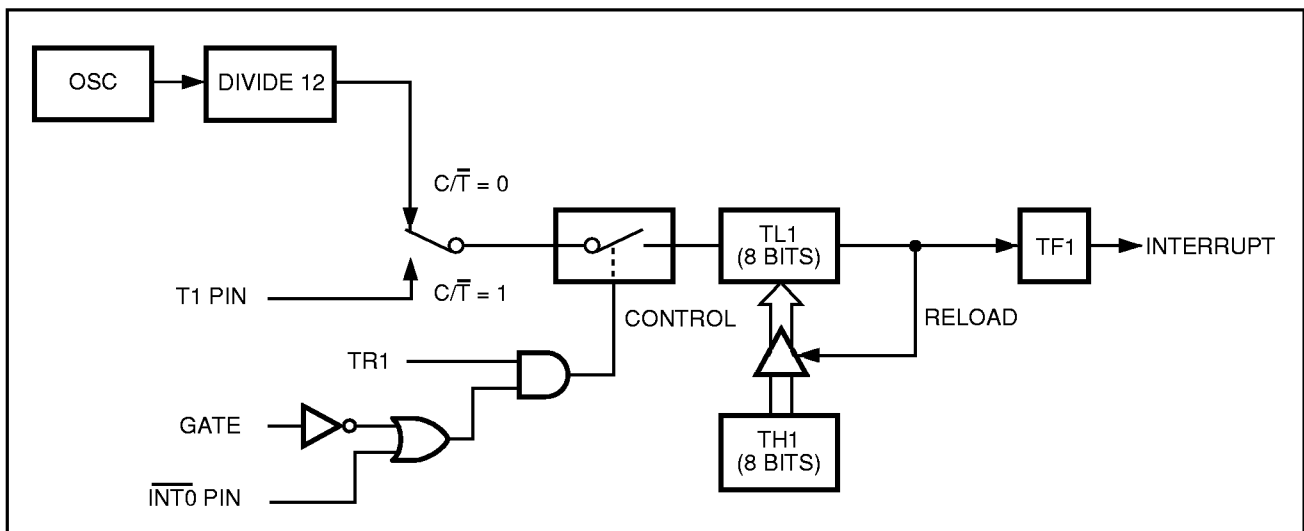 OSC
DIVIDE 12
C/T̅ = 0
TL1
(8 BITS)
TF1
INTERRUPT
T1 PIN
C/T̅ = 1
CONTROL
RELOAD
TR1
GATE
TH1
(8 BITS)
I̅N̅T̅0̅ PIN